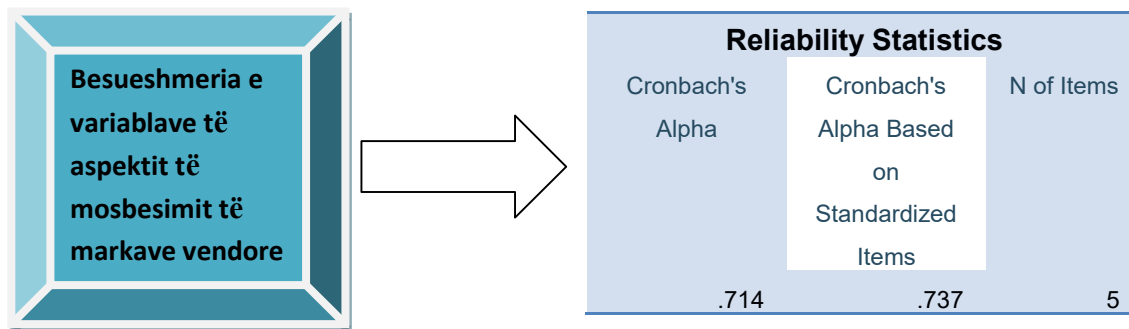 Besueshmeria e
variablave të
aspektit të
mosbesimit të
markave vendore
Reliability Statistics
Cronbach's
Alpha
Cronbach's
Alpha Based
on
Standardized
Items
N of Items
.714 .737 5